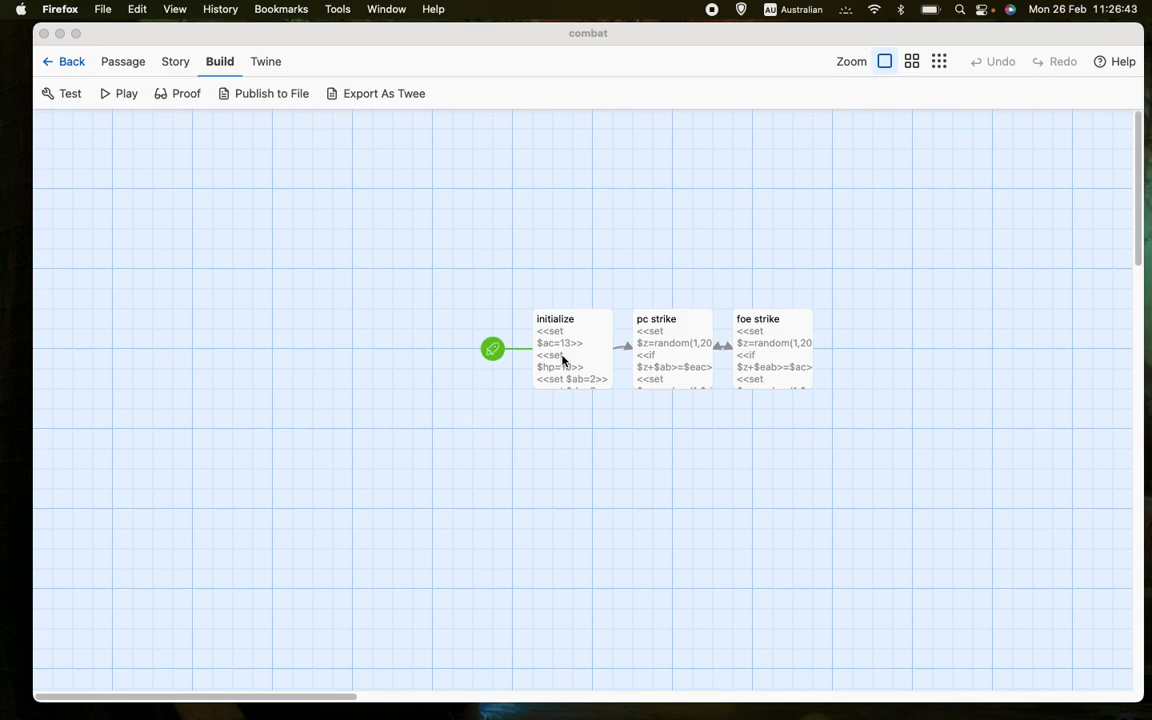 Firefox File Edit View History Bookmarks Tools Window Help AU Australian Mon 26 Feb 11:26:43
combat
Back Passage Story Build Twine Zoom Undo Redo Help
Test Play Proof Publish to File Export As Twee
initialize
<<set
$ac=13>>
<<set
<<set $ab=2>>
pc strike
<<set
$z=random(1,20
<<if
$z+$ab>=$eac>
<<set
foe strike
<<set
$z=random(1,20
<<if
$z+$eab>=$ac>
<<set